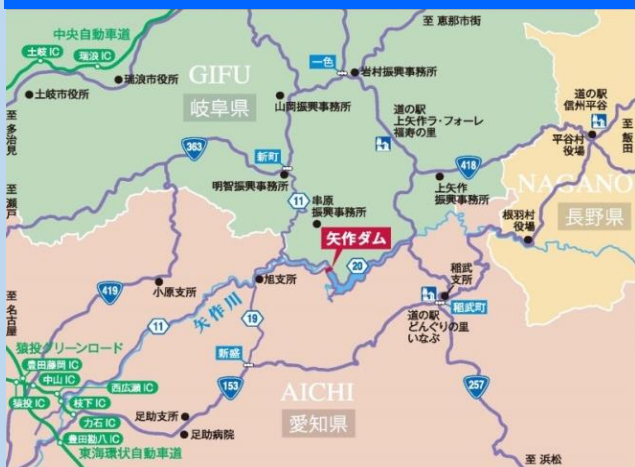 中央自動車道
土岐IC
瑞浪IC
至 恵那市街
一色
岩村振興事務所
瑞浪市役所
GIFU
岐阜県
土岐市役所
山岡振興事務所
道の駅
上矢作ラ・フォーレ
福寿の里
道の駅
信州平谷
至 多治見
363
新町
418
平谷村
役場
至 飯田
明智振興事務所
上矢作
振興事務所
NAGANO
長野県
至 瀬戸
11
串原
振興事務所
根羽村
役場
矢作ダム
20
旭支所
稲武
支所
419
小原支所
矢作川
稲武町
至 名古屋
11
19
道の駅
どんぐりの里
いなぶ
猿投グリーンロード
豊田藤岡IC
新盛
中山IC
西広瀬IC
153
257
猿投IC
枝下IC
AICHI
愛知県
力石IC
足助支所
豊田勘八IC
足助病院
東海環状自動車道
至 浜松